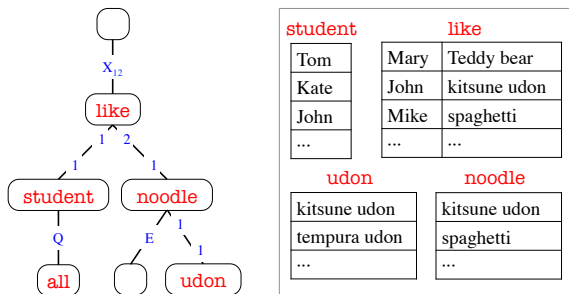 X12
like
1 2
1 1
student noodle
Q E 1
1
all udon
student like
Tom
Kate
John
...
Mary Teddy bear
John kitsune udon
Mike spaghetti
... ...
udon noodle
kitsune udon
tempura udon
...
kitsune udon
spaghetti
...